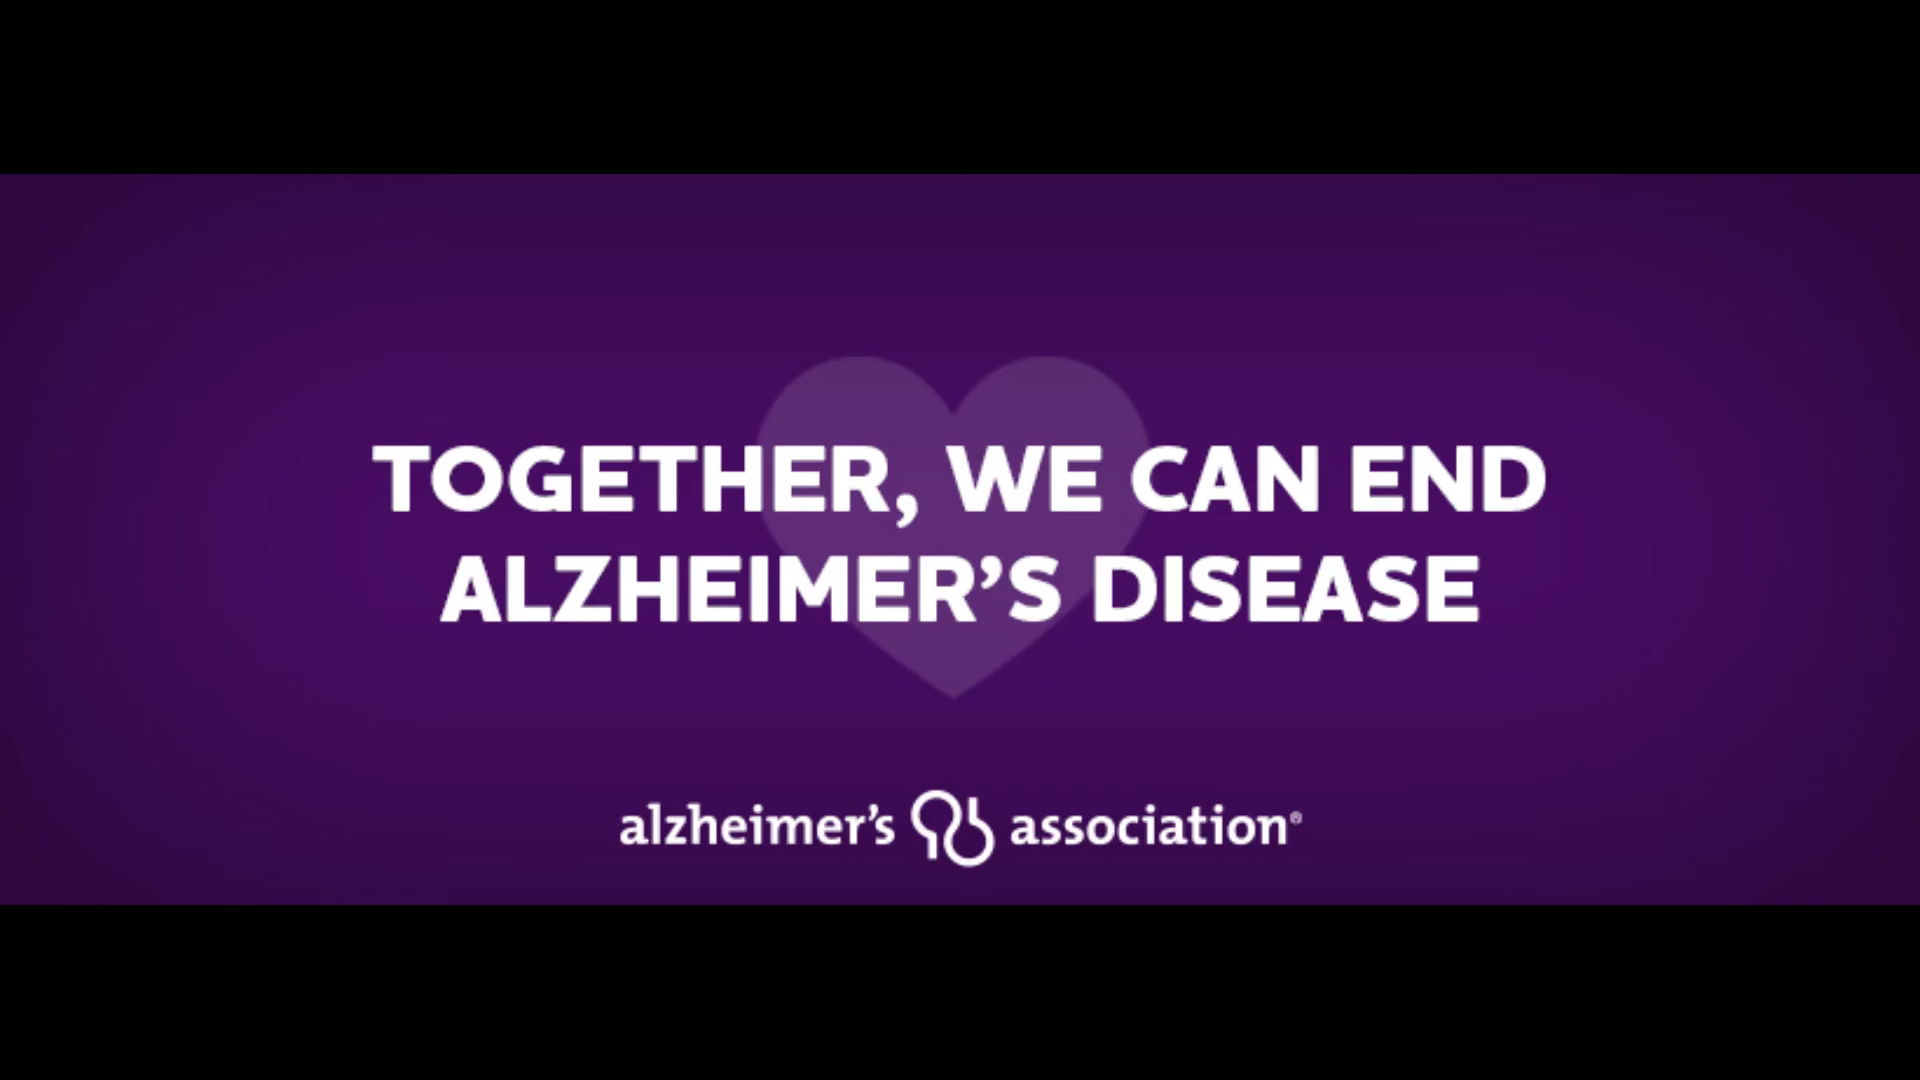 TOGETHER, WE CAN END
ALZHEIMER’S DISEASE
alzheimer’s association®